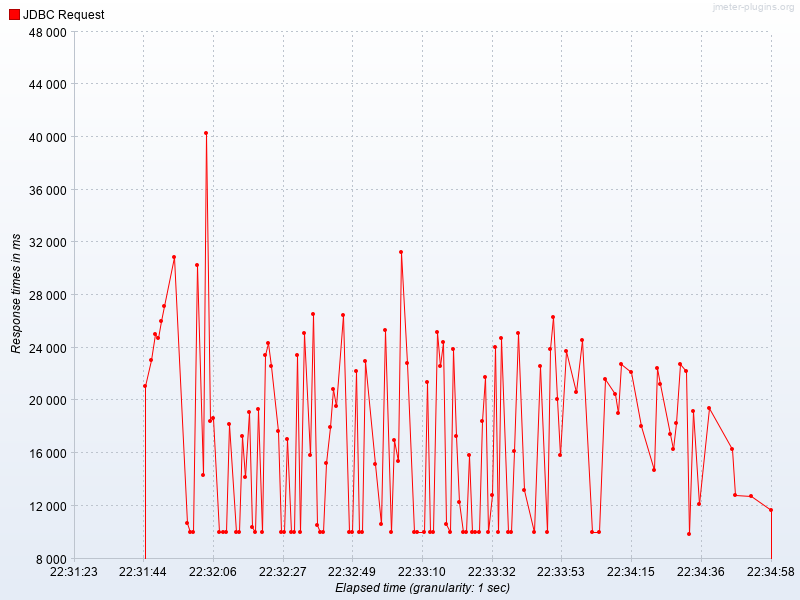 jmeter-plugins.org
JDBC Request
48 000
44 000
40 000
36 000
32 000
28 000
24 000
20 000
16 000
12 000
8 000
Response times in ms
22:31:23 22:31:44 22:32:06 22:32:27 22:32:49 22:33:10 22:33:32 22:33:53 22:34:15 22:34:36 22:34:58
Elapsed time (granularity: 1 sec)